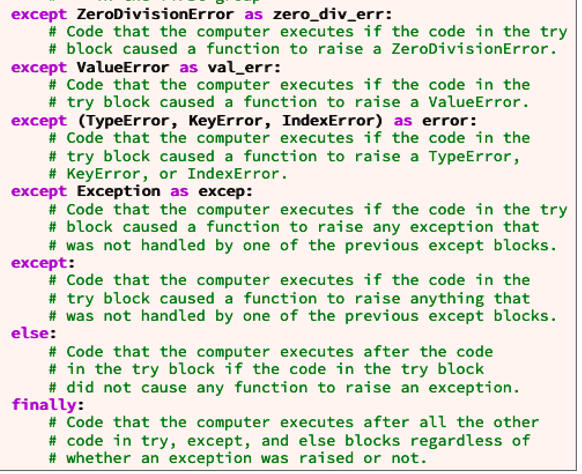 except ZeroDivisionError as zero_div_err:
# Code that the computer executes if the code in the try
# block caused a function to raise a ZeroDivisionError.
except ValueError as val_err:
# Code that the computer executes if the code in the
# try block caused a function to raise a ValueError.
except (TypeError, KeyError, IndexError) as error:
# Code that the computer executes if the code in the
# try block caused a function to raise a TypeError,
# KeyError, or IndexError.
except Exception as excep:
# Code that the computer executes if the code in the try
# block caused a function to raise any exception that
# was not handled by one of the previous except blocks.
except:
# Code that the computer executes if the code in the
# try block caused a function to raise anything that
# was not handled by one of the previous except blocks.
else:
# Code that the computer executes after the code
# in the try block if the code in the try block
# did not cause any function to raise an exception.
finally:
# Code that the computer executes after all the other
# code in try, except, and else blocks regardless of
# whether an exception was raised or not.